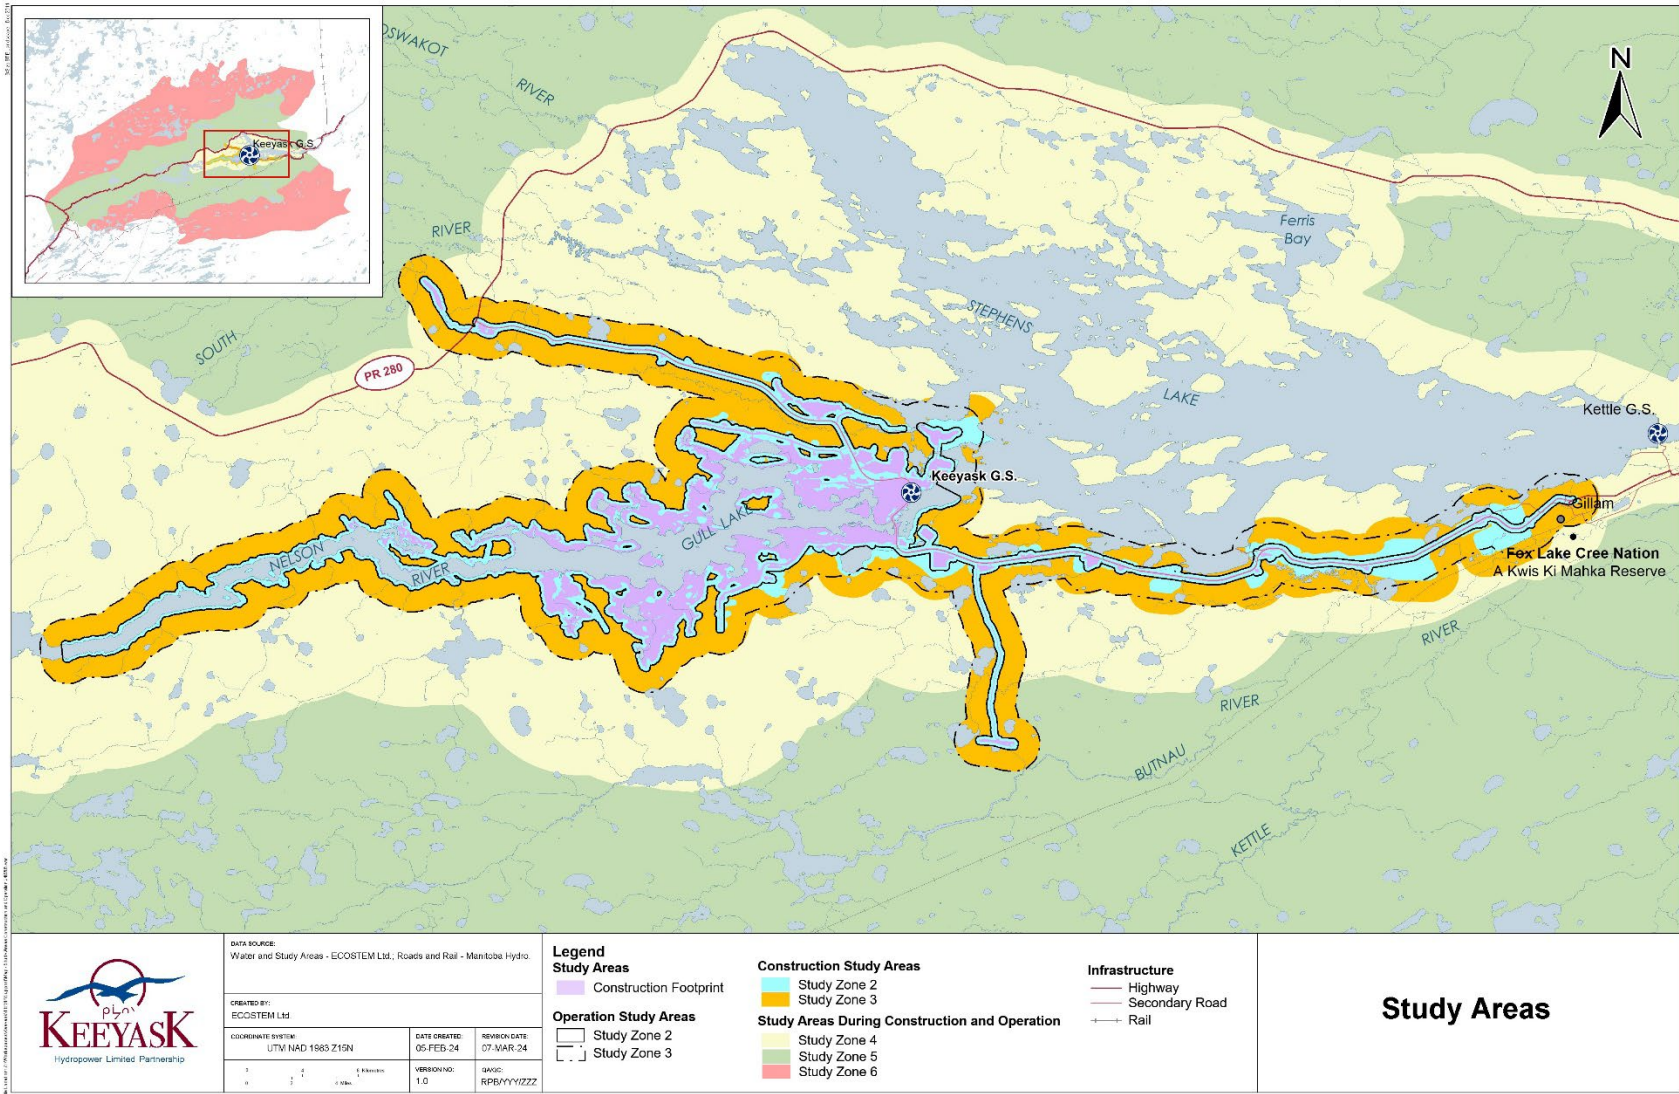 OSWAKOT
RIVER
N
Keeyask G.S.
RIVER
Ferris
Bay
STEPHENS
SOUTH
PR 280
LAKE
Kettle G.S.
Keeyask G.S.
GULL LAKE
Gillam
NELSON
RIVER
Fox Lake Cree Nation
A Kwis Ki Mahka Reserve
RIVER
RIVER
BUTNAU
KETTLE
KEEYASK
Hydropower Limited Partnership
DATA SOURCE:
Water and Study Areas - ECOSTEM Ltd.; Roads and Rail - Manitoba Hydro.
CREATED BY:
ECOSTEM Ltd.
COORDINATE SYSTEM:
UTM NAD 1983 Z15N
DATE CREATED:
05-FEB-24
REVISION DATE:
07-MAR-24
VERSION NO:
1.0
QA/QC:
RPB/YYY/ZZZ
Legend
Study Areas
Construction Footprint
Operation Study Areas
Study Zone 2
Study Zone 3
Construction Study Areas
Study Zone 2
Study Zone 3
Study Areas During Construction and Operation
Study Zone 4
Study Zone 5
Study Zone 6
Infrastructure
Highway
Secondary Road
Rail
Study Areas